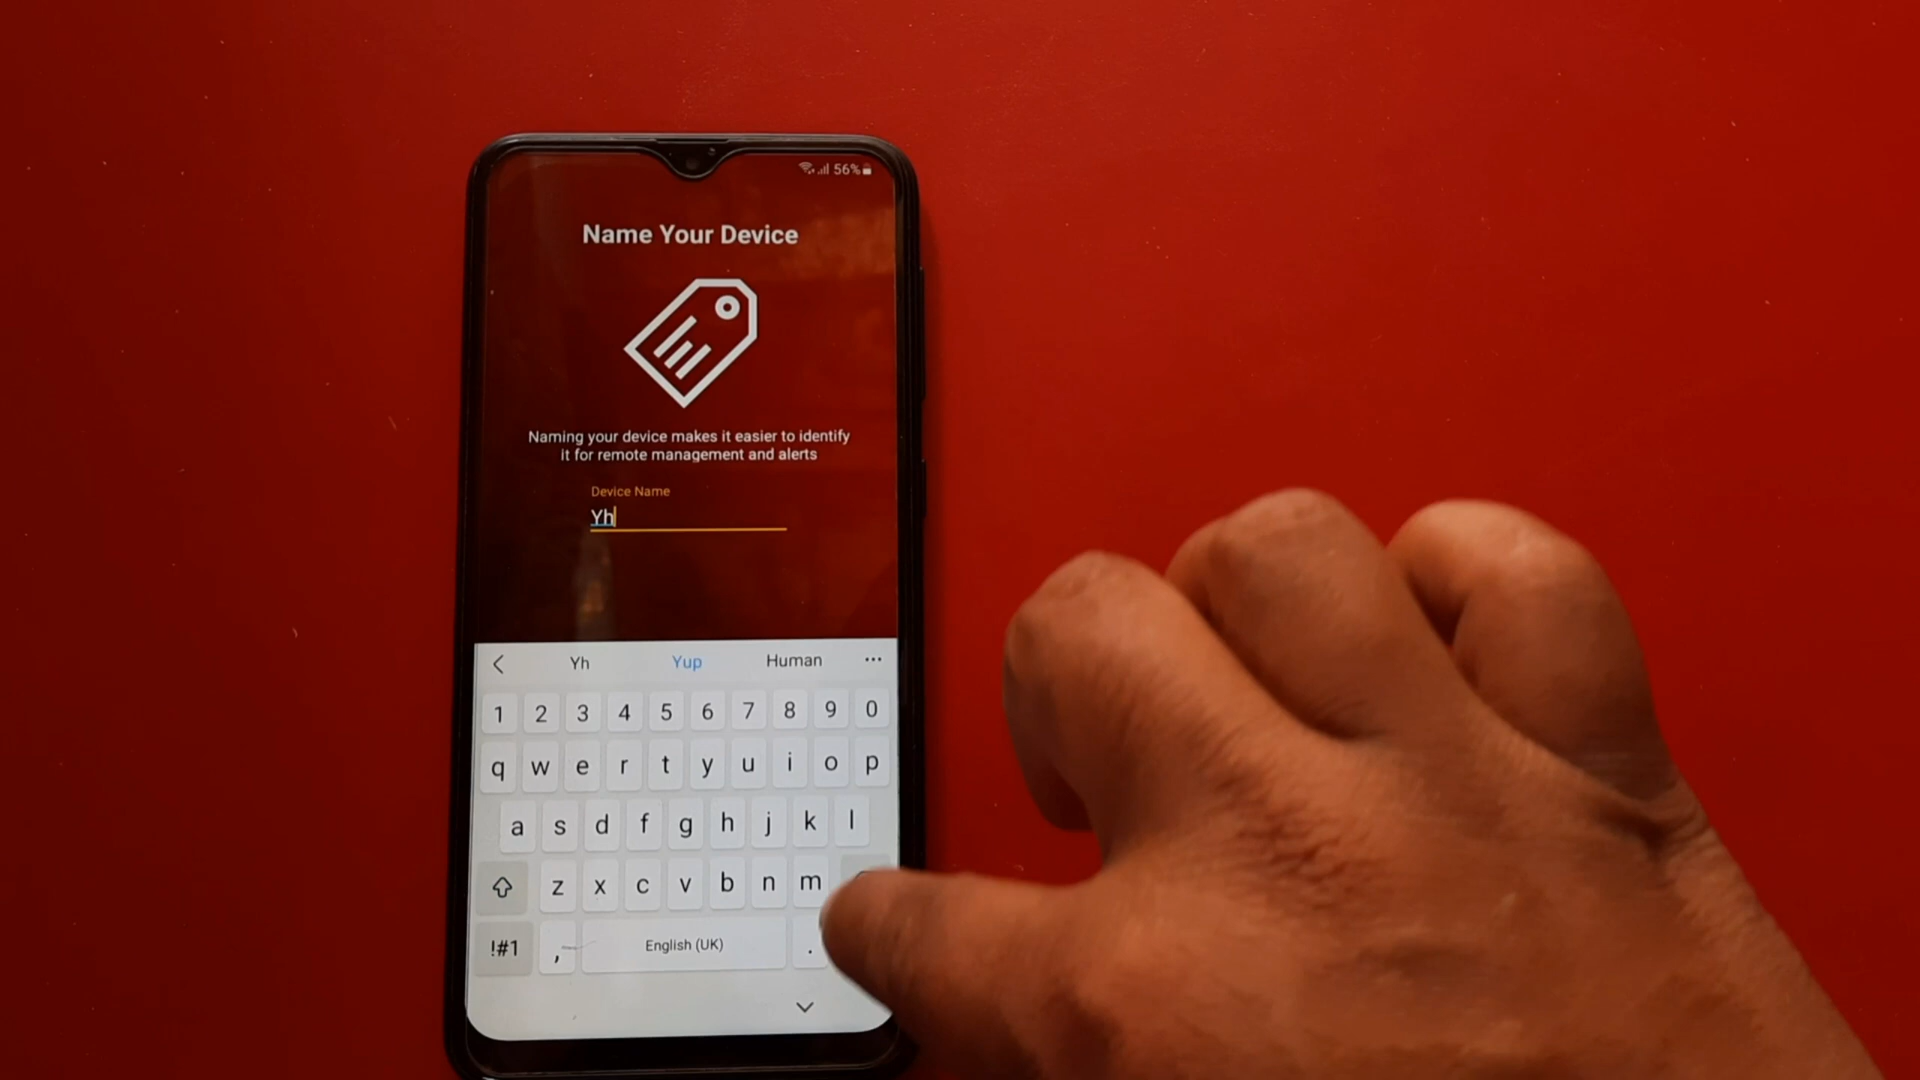 56%
Name Your Device
Naming your device makes it easier to identify
it for remote management and alerts
Device Name
Yh
Yh Yup Human ...
1 2 3 4 5 6 7 8 9 0
q w e r t y u i o p
a s d f g h j k l
z x c v b n m
!#1 , English (UK) .